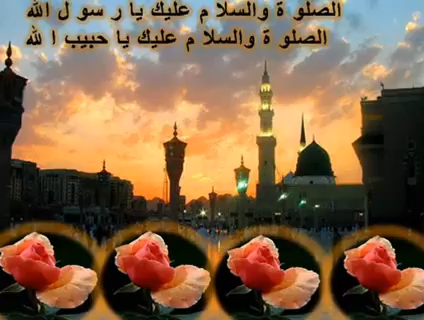 الصلو ة والسلا م عليك يا ر سو ل الله
الصلو ة والسلا م عليك يا حبيب ا لله